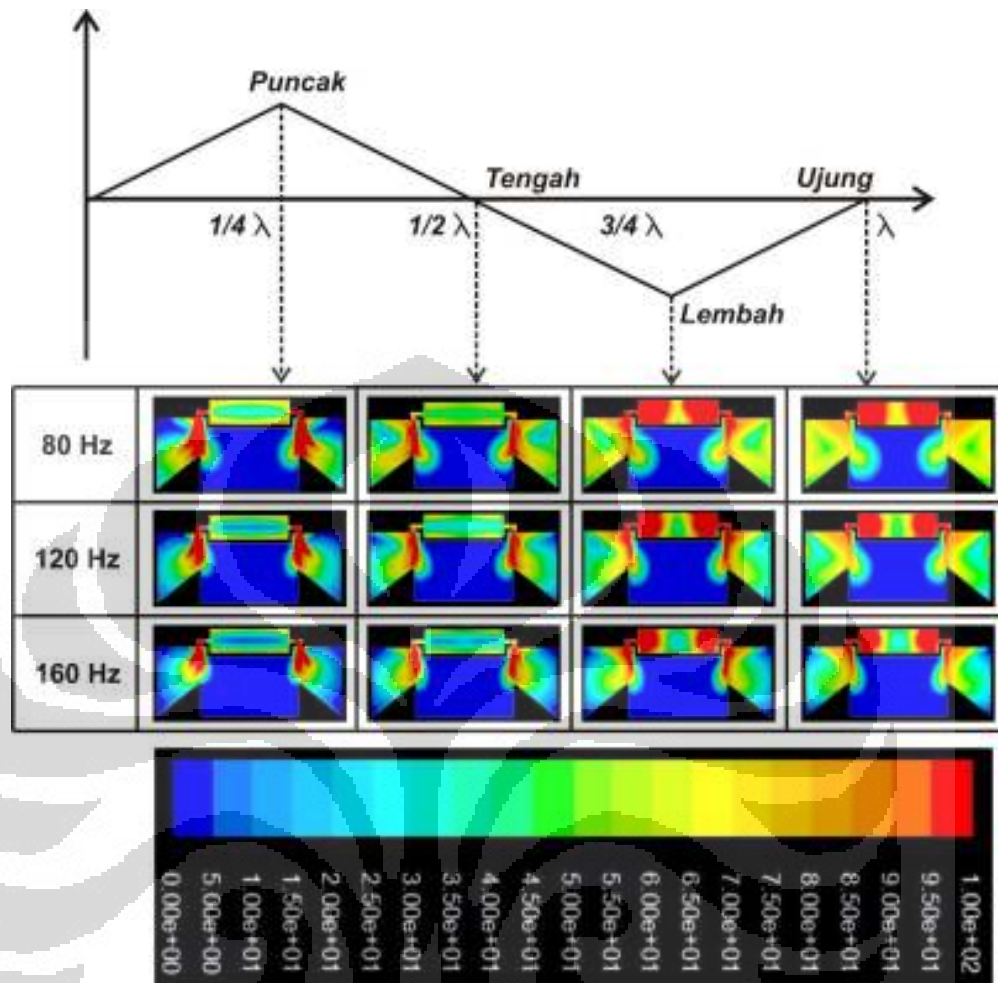 Puncak
Tengah
Ujung
1/4 λ
1/2 λ
3/4 λ
λ
Lembah
80 Hz
120 Hz
160 Hz
0.00e+00
5.00e+00
1.00e+01
1.50e+01
2.00e+01
2.50e+01
3.00e+01
3.50e+01
4.00e+01
4.50e+01
5.00e+01
5.50e+01
6.00e+01
6.50e+01
7.00e+01
7.50e+01
8.00e+01
8.50e+01
9.00e+01
9.50e+01
1.00e+02